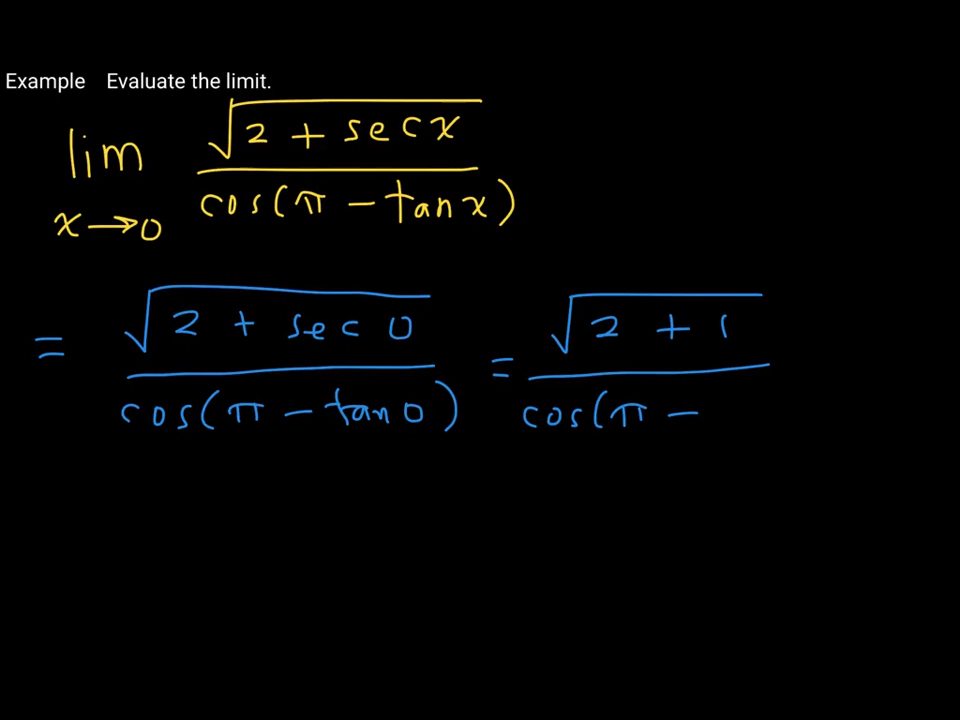 Example Evaluate the limit.
lim x→0 √(2 + sec x) / cos(π − tan x)
= √(2 + sec 0) / cos(π − tan 0) = √(2 + 1) / cos(π −